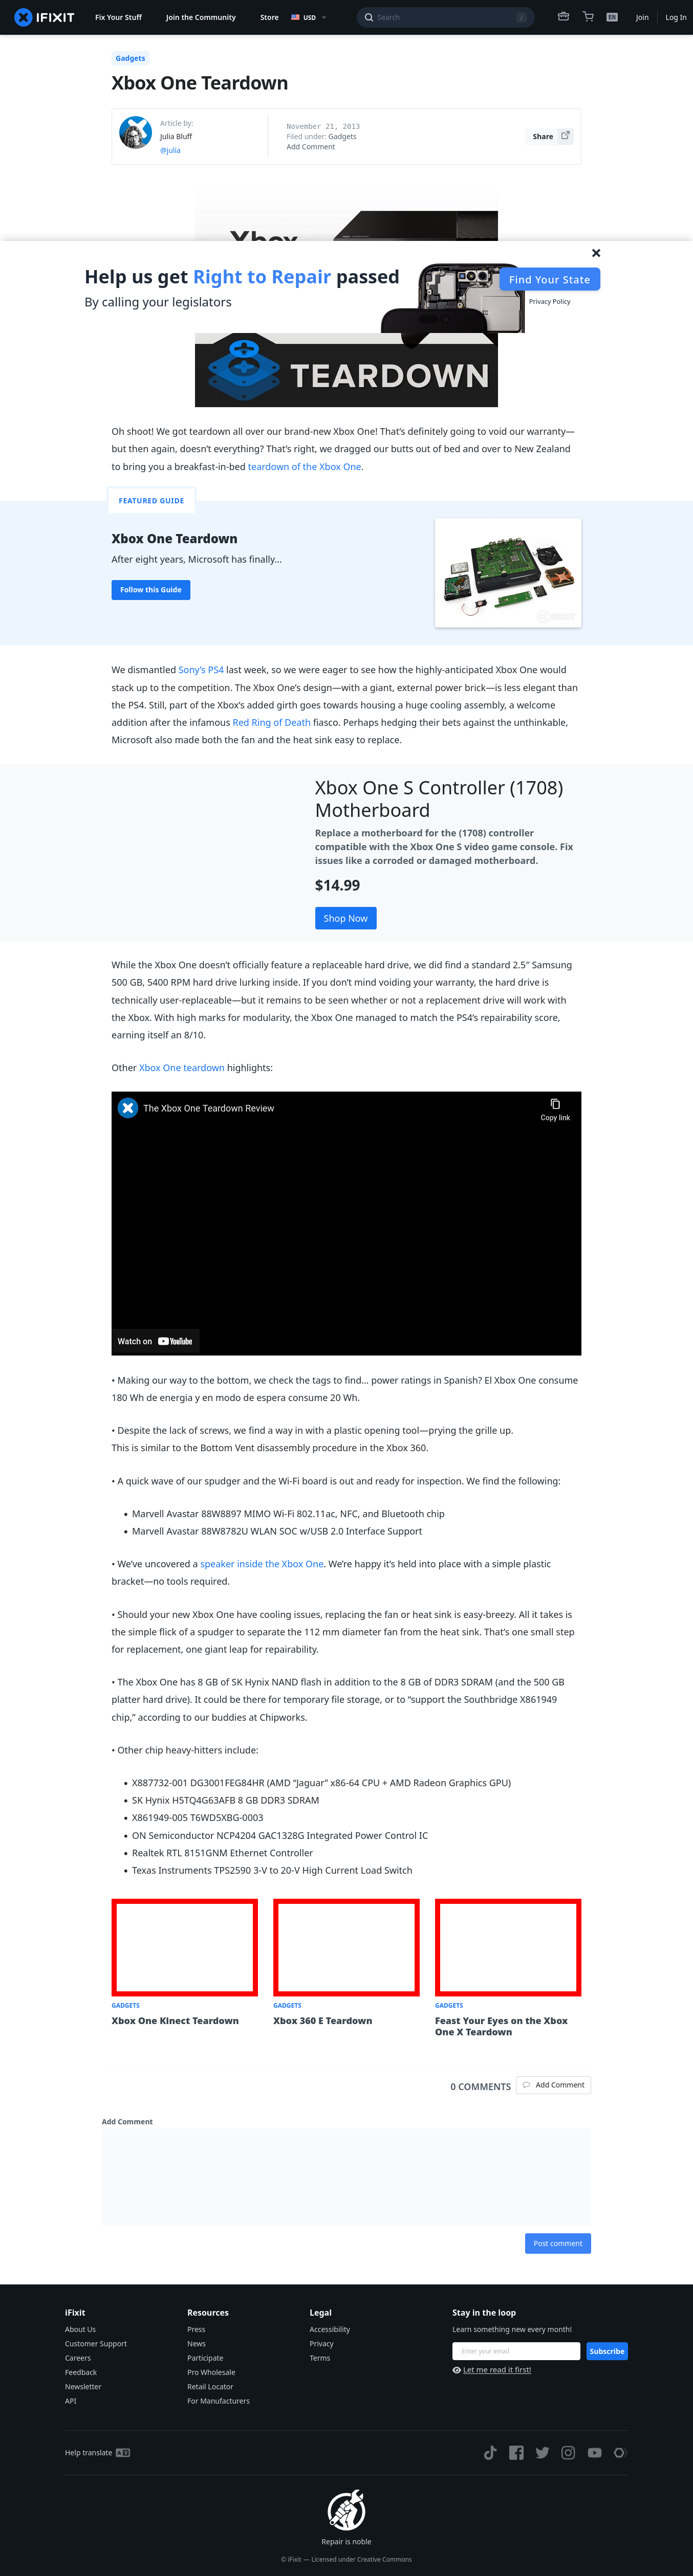 IFIXIT
Fix Your Stuff
Join the Community
Store
USD
Search
/
EN
Join
Log In
Gadgets
Xbox One Teardown
Article by:
Julia Bluff
@julia
November 21, 2013
Filed under: Gadgets
Add Comment
Share
Xbox
Help us get Right to Repair passed
By calling your legislators
Find Your State
Privacy Policy
TEARDOWN
Oh shoot! We got teardown all over our brand-new Xbox One! That’s definitely going to void our warranty—
but then again, doesn’t everything? That’s right, we dragged our butts out of bed and over to New Zealand
to bring you a breakfast-in-bed teardown of the Xbox One.
FEATURED GUIDE
Xbox One Teardown
After eight years, Microsoft has finally...
Follow this Guide
IFIXIT
We dismantled Sony’s PS4 last week, so we were eager to see how the highly-anticipated Xbox One would
stack up to the competition. The Xbox One’s design—with a giant, external power brick—is less elegant than
the PS4. Still, part of the Xbox’s added girth goes towards housing a huge cooling assembly, a welcome
addition after the infamous Red Ring of Death fiasco. Perhaps hedging their bets against the unthinkable,
Microsoft also made both the fan and the heat sink easy to replace.
Xbox One S Controller (1708)
Motherboard
Replace a motherboard for the (1708) controller
compatible with the Xbox One S video game console. Fix
issues like a corroded or damaged motherboard.
$14.99
Shop Now
While the Xbox One doesn’t officially feature a replaceable hard drive, we did find a standard 2.5″ Samsung
500 GB, 5400 RPM hard drive lurking inside. If you don’t mind voiding your warranty, the hard drive is
technically user-replaceable—but it remains to be seen whether or not a replacement drive will work with
the Xbox. With high marks for modularity, the Xbox One managed to match the PS4’s repairability score,
earning itself an 8/10.
Other Xbox One teardown highlights:
The Xbox One Teardown Review
Copy link
Watch on YouTube
• Making our way to the bottom, we check the tags to find… power ratings in Spanish? El Xbox One consume
180 Wh de energia y en modo de espera consume 20 Wh.
• Despite the lack of screws, we find a way in with a plastic opening tool—prying the grille up.
This is similar to the Bottom Vent disassembly procedure in the Xbox 360.
• A quick wave of our spudger and the Wi-Fi board is out and ready for inspection. We find the following:
• Marvell Avastar 88W8897 MIMO Wi-Fi 802.11ac, NFC, and Bluetooth chip
• Marvell Avastar 88W8782U WLAN SOC w/USB 2.0 Interface Support
• We’ve uncovered a speaker inside the Xbox One. We’re happy it’s held into place with a simple plastic
bracket—no tools required.
• Should your new Xbox One have cooling issues, replacing the fan or heat sink is easy-breezy. All it takes is
the simple flick of a spudger to separate the 112 mm diameter fan from the heat sink. That’s one small step
for replacement, one giant leap for repairability.
• The Xbox One has 8 GB of SK Hynix NAND flash in addition to the 8 GB of DDR3 SDRAM (and the 500 GB
platter hard drive). It could be there for temporary file storage, or to “support the Southbridge X861949
chip,” according to our buddies at Chipworks.
• Other chip heavy-hitters include:
• X887732-001 DG3001FEG84HR (AMD “Jaguar” x86-64 CPU + AMD Radeon Graphics GPU)
• SK Hynix H5TQ4G63AFB 8 GB DDR3 SDRAM
• X861949-005 T6WD5XBG-0003
• ON Semiconductor NCP4204 GAC1328G Integrated Power Control IC
• Realtek RTL 8151GNM Ethernet Controller
• Texas Instruments TPS2590 3-V to 20-V High Current Load Switch
GADGETS
Xbox One Kinect Teardown
GADGETS
Xbox 360 E Teardown
GADGETS
Feast Your Eyes on the Xbox
One X Teardown
0 COMMENTS
Add Comment
Add Comment
Post comment
iFixit
About Us
Customer Support
Careers
Feedback
Newsletter
API
Resources
Press
News
Participate
Pro Wholesale
Retail Locator
For Manufacturers
Legal
Accessibility
Privacy
Terms
Stay in the loop
Learn something new every month!
Enter your email
Subscribe
Let me read it first!
Help translate
Repair is noble
© iFixit — Licensed under Creative Commons